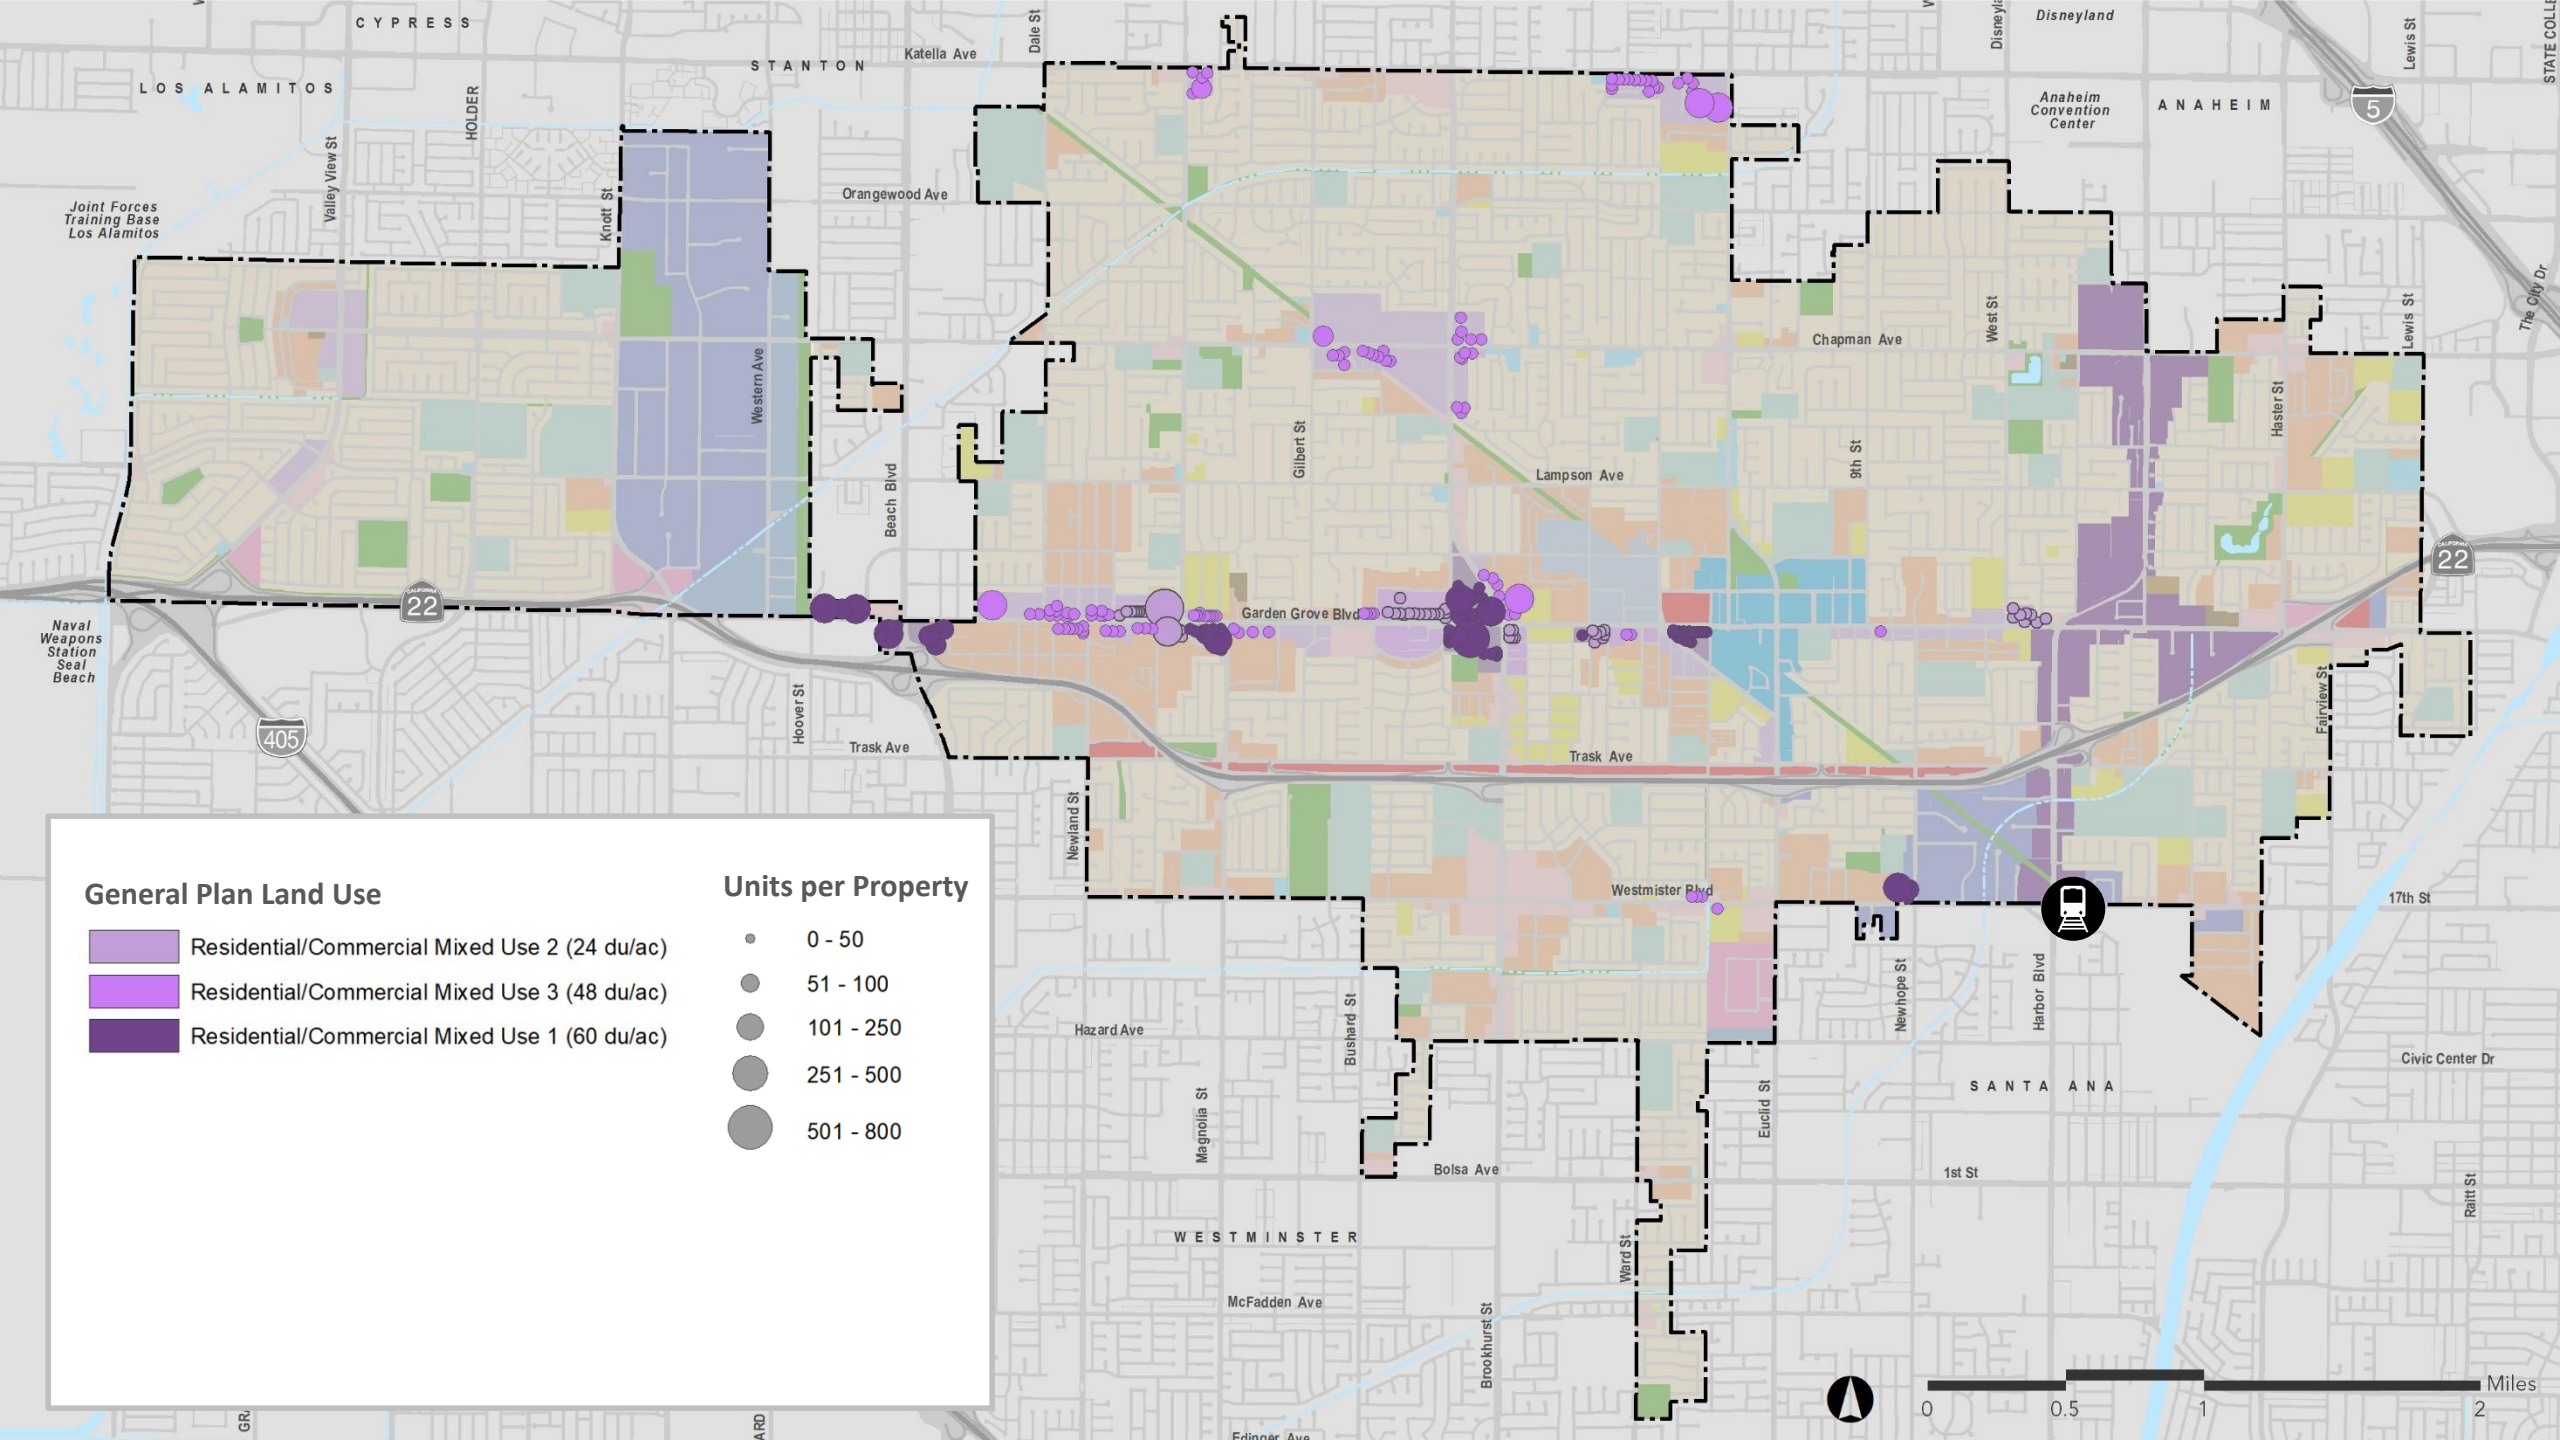 CYPRESS
Disneyland
Lewis St
Dale St
Katella Ave
STANTON
LOS ALAMITOS
HOLDER
Anaheim
Convention
Center
ANAHEIM
5
Valley View St
Knott St
Orangewood Ave
Joint Forces
Training Base
Los Alamitos
The City Dr
West St
Lewis St
Chapman Ave
Western Ave
Haster St
Gilbert St
9th St
Beach Blvd
Lampson Ave
CALIFORNIA
22
CALIFORNIA
22
Garden Grove Blvd
Naval
Weapons
Station
Seal
Beach
405
Hoover St
Fairview St
Trask Ave
Trask Ave
Newland St
General Plan Land Use
Residential/Commercial Mixed Use 2 (24 du/ac)
Residential/Commercial Mixed Use 3 (48 du/ac)
Residential/Commercial Mixed Use 1 (60 du/ac)
Units per Property
0 - 50
51 - 100
101 - 250
251 - 500
501 - 800
Westmister Blvd
17th St
Newhope St
Harbor Blvd
Hazard Ave
Bushard St
Civic Center Dr
SANTA ANA
Euclid St
Magnolia St
Bolsa Ave
1st St
Raitt St
WESTMINSTER
Ward St
McFadden Ave
Brookhurst St
Miles
0 0.5 1 2
Edinger Ave